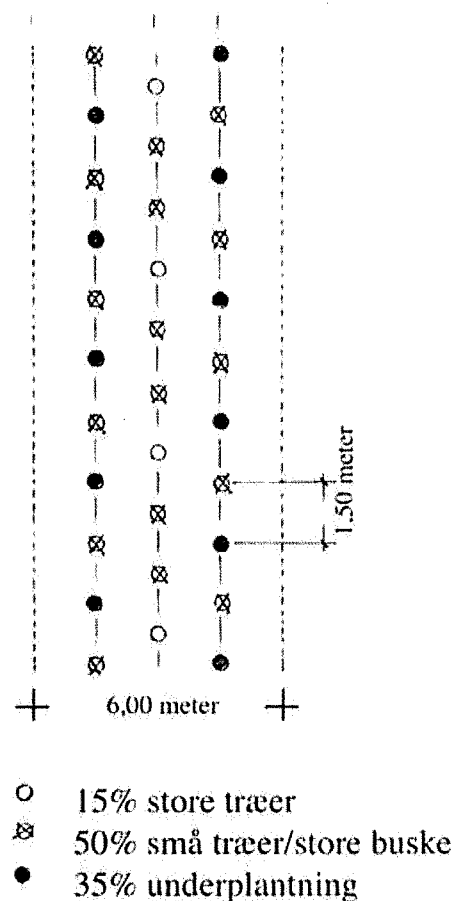 1,50 meter
6,00 meter
15% store træer
50% små træer/store buske
35% underplantning